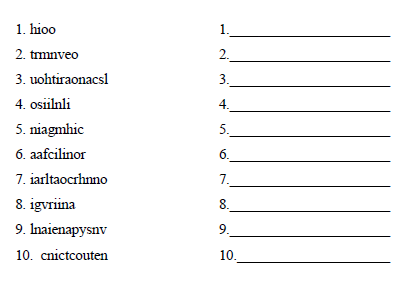 1. hioo 1.
2. trmnveo 2.
3. uohtiraonacsl 3.
4. osiilnli 4.
5. niagmhic 5.
6. aafcilinor 6.
7. iarltaocrhnno 7.
8. igvriina 8.
9. lnaienapysnv 9.
10. cnictcouten 10.